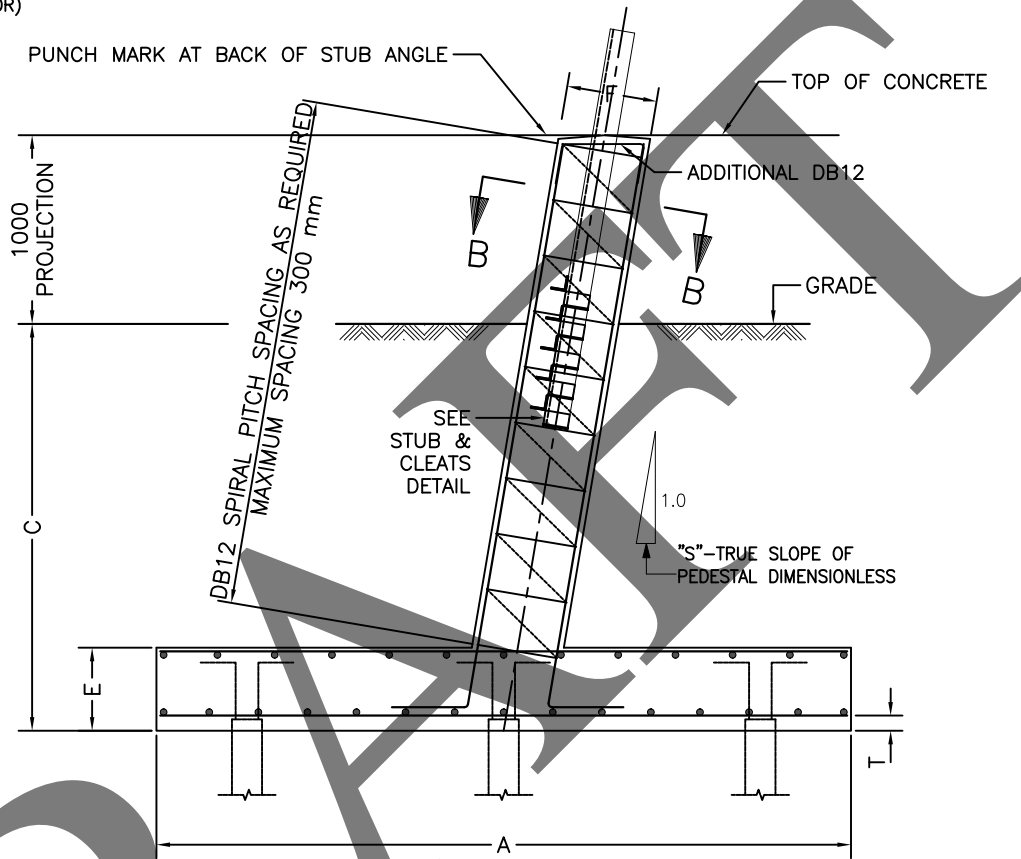 OR)
PUNCH MARK AT BACK OF STUB ANGLE
F
TOP OF CONCRETE
ADDITIONAL DB12
1000
PROJECTION
DB12 SPIRAL PITCH SPACING AS REQUIRED
MAXIMUM SPACING 300 mm
B
B
GRADE
SEE
STUB &
CLEATS
DETAIL
C
1.0
"S"-TRUE SLOPE OF
PEDESTAL DIMENSIONLESS
E
T
A